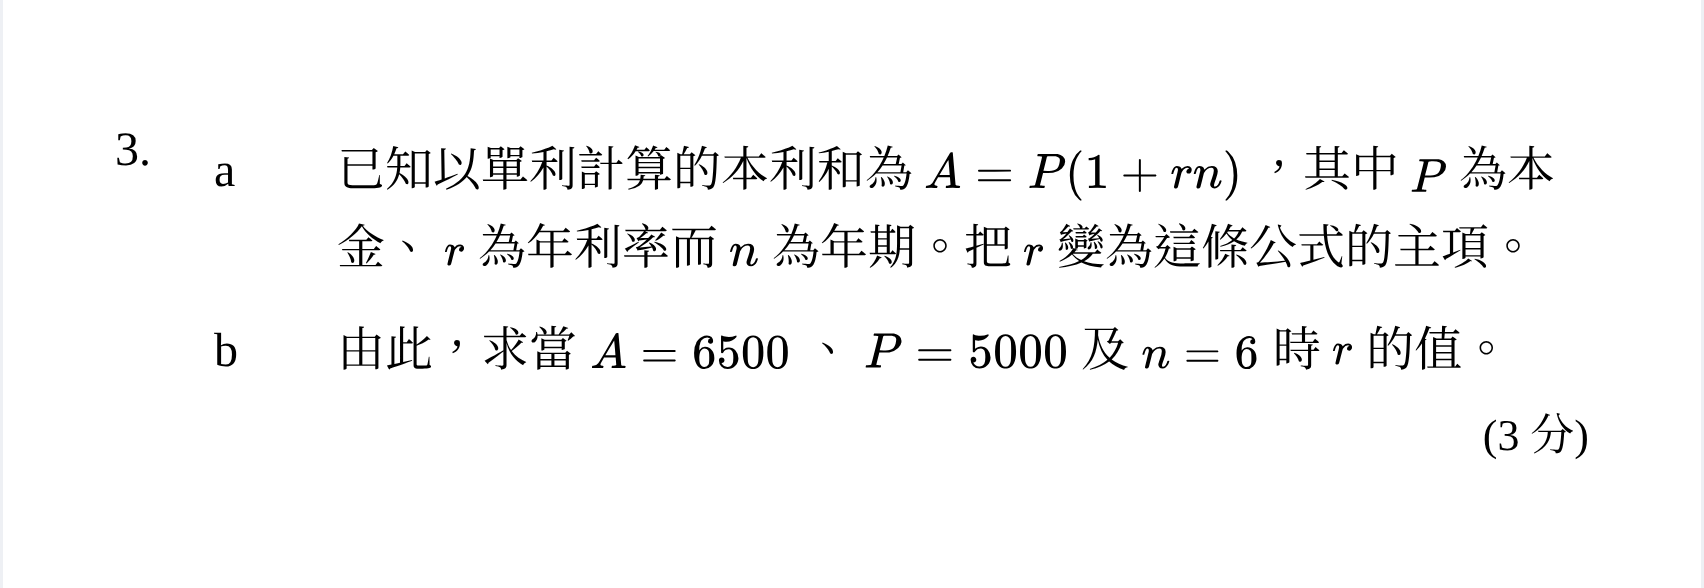 3. a 已知以單利計算的本利和為 A = P(1 + rn) ，其中 P 為本
金、 r 為年利率而 n 為年期。把 r 變為這條公式的主項。
b 由此，求當 A = 6500 、 P = 5000 及 n = 6 時 r 的值。
(3 分)